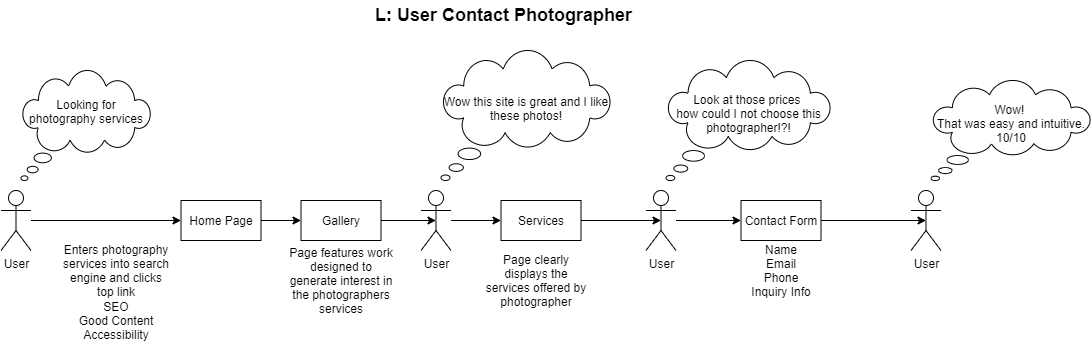 L: User Contact Photographer
Looking for
photography services
Wow this site is great and I like
these photos!
Look at those prices
how could I not choose this
photographer!?!
Wow!
That was easy and intuitive.
10/10
User
Enters photography
services into search
engine and clicks
top link
SEO
Good Content
Accessibility
Home Page
Gallery
Page features work
designed to
generate interest in
the photographers
services
User
Services
Page clearly
displays the
services offered by
photographer
User
Contact Form
Name
Email
Phone
Inquiry Info
User